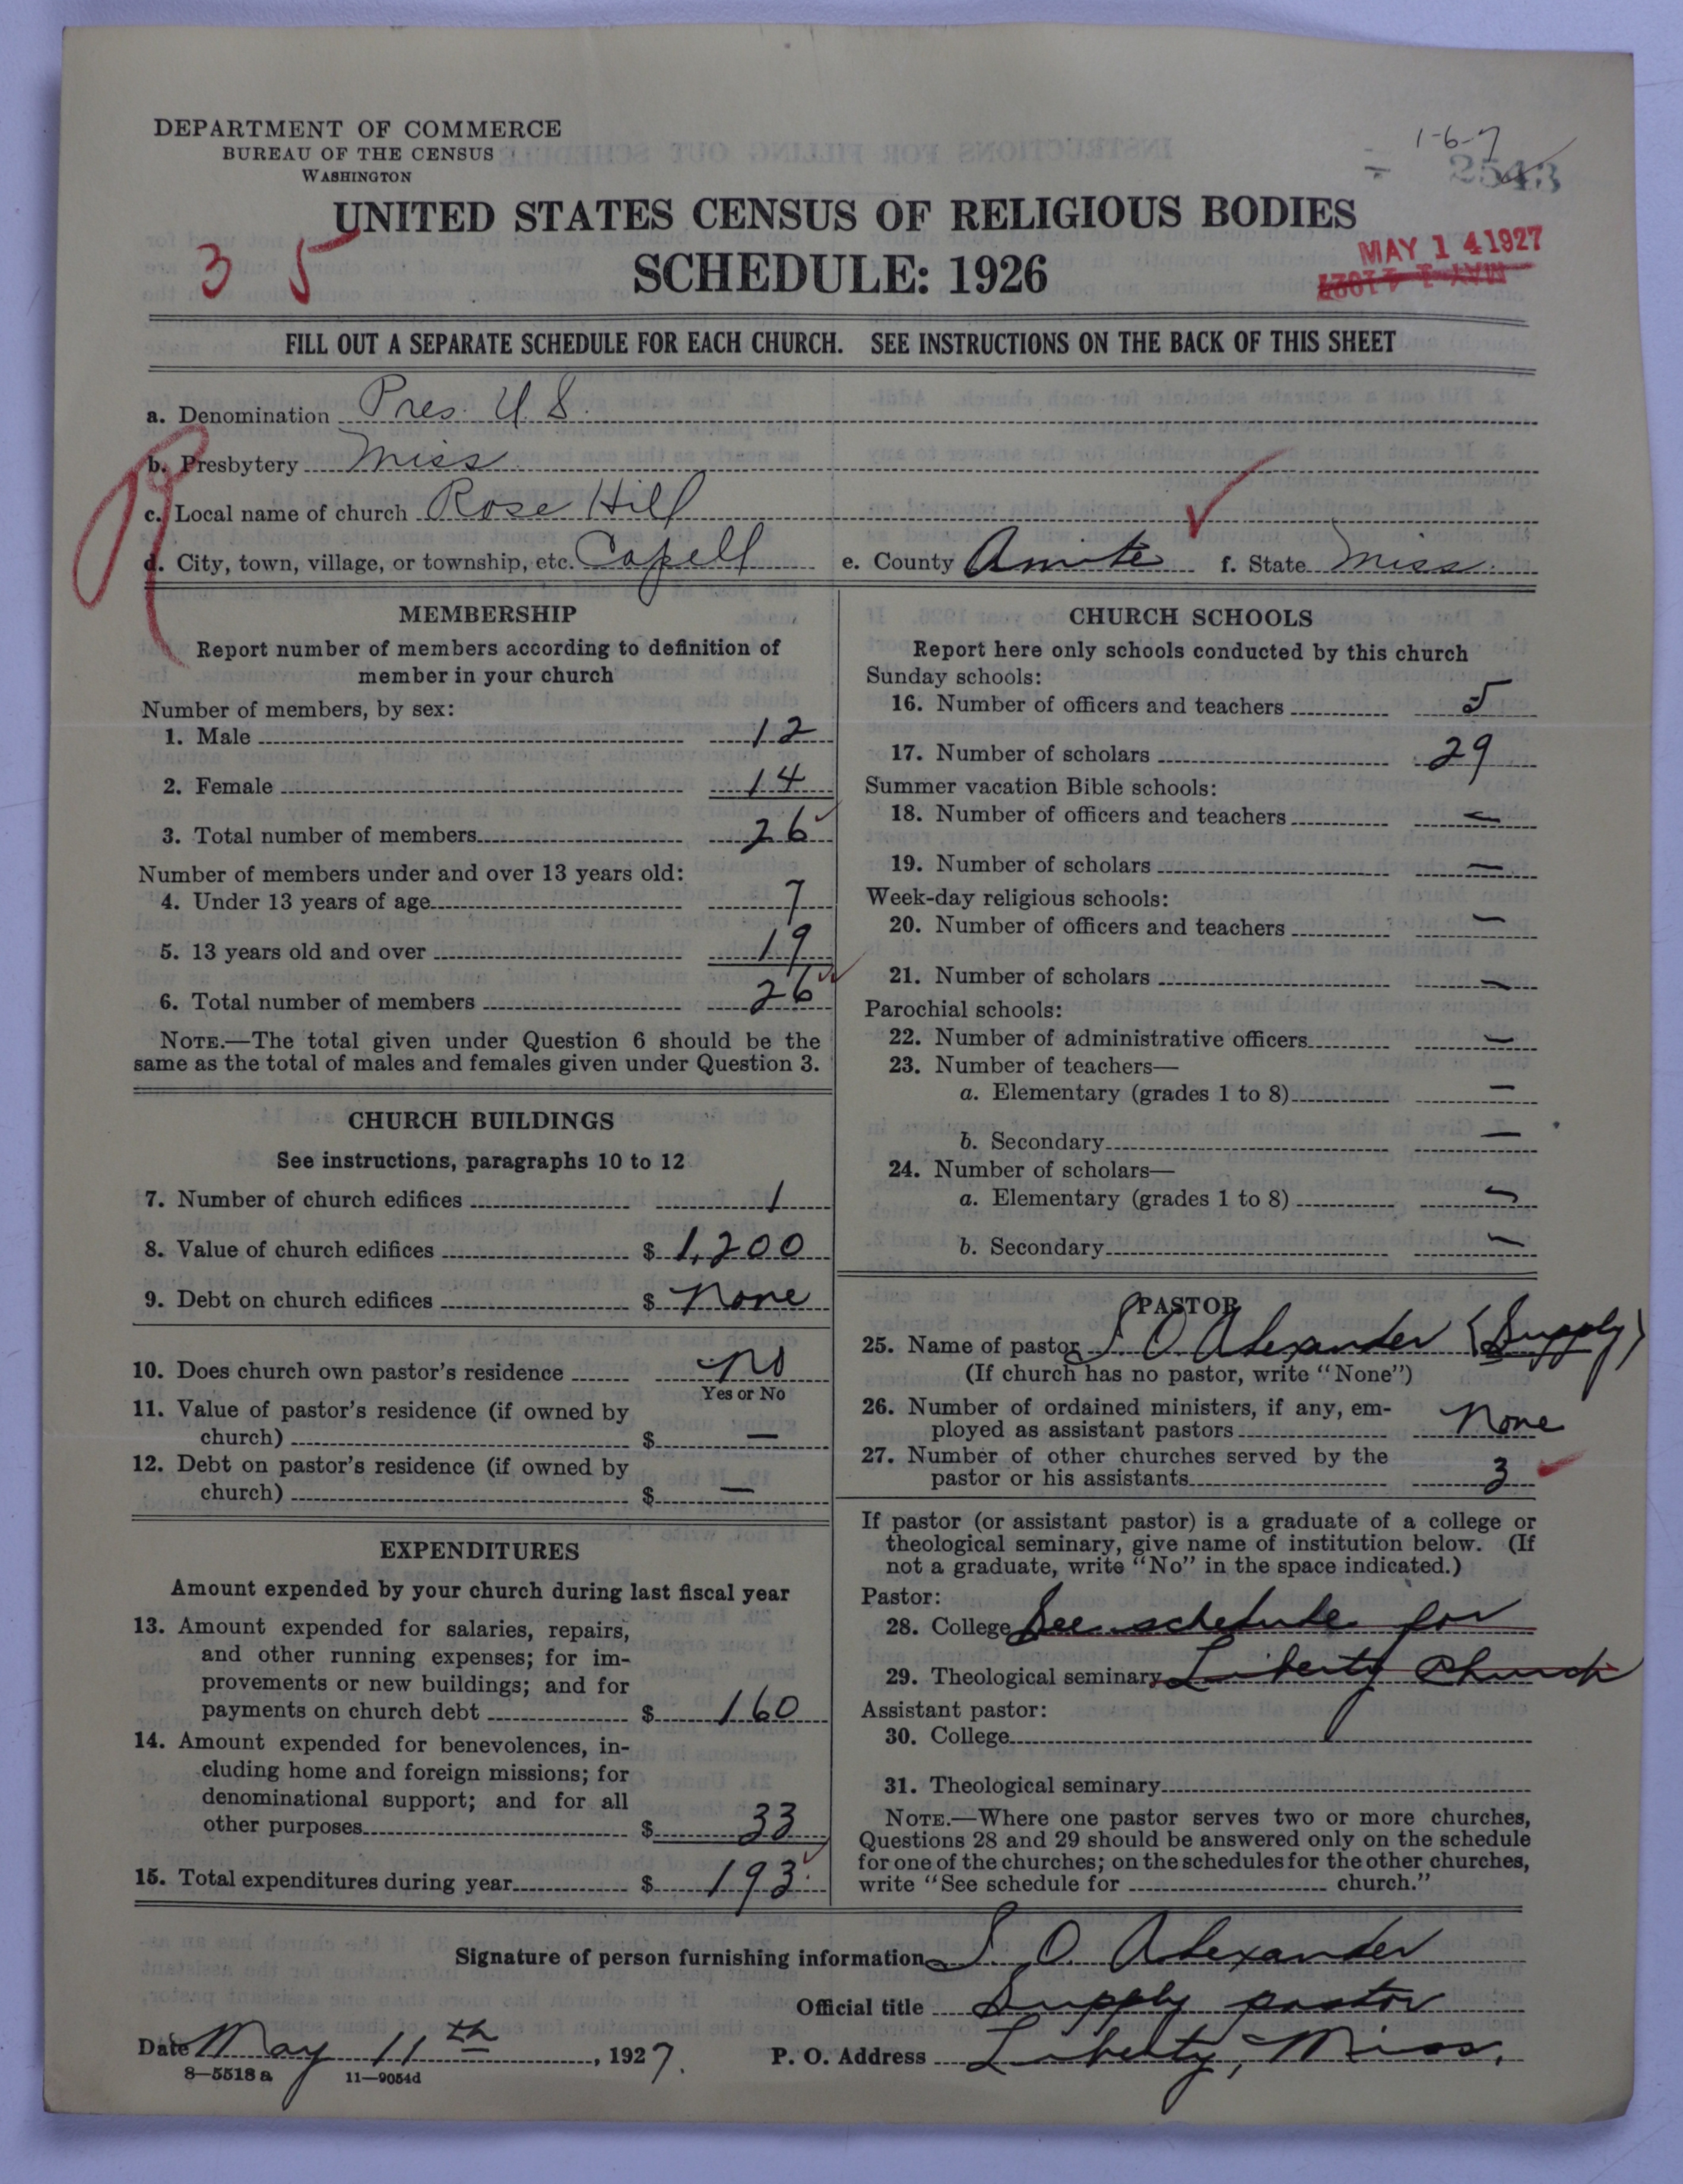 DEPARTMENT OF COMMERCE
BUREAU OF THE CENSUS
WASHINGTON
1-6-7
2543
UNITED STATES CENSUS OF RELIGIOUS BODIES
SCHEDULE: 1926
3 5
MAY 14 1927
FILL OUT A SEPARATE SCHEDULE FOR EACH CHURCH. SEE INSTRUCTIONS ON THE BACK OF THIS SHEET
a. Denomination Pres. U.S.
b. Presbytery Miss
c. Local name of church Rose Hill
d. City, town, village, or township, etc. Capell e. County Amite f. State Miss.
MEMBERSHIP
Report number of members according to definition of
member in your church
Number of members, by sex:
1. Male 12
2. Female 14
3. Total number of members 26
Number of members under and over 13 years old:
4. Under 13 years of age 7
5. 13 years old and over 19
6. Total number of members 26
NOTE.—The total given under Question 6 should be the
same as the total of males and females given under Question 3.
CHURCH BUILDINGS
See instructions, paragraphs 10 to 12
7. Number of church edifices 1
8. Value of church edifices $ 1,200
9. Debt on church edifices $ None
10. Does church own pastor's residence No
Yes or No
11. Value of pastor's residence (if owned by
church) $ —
12. Debt on pastor's residence (if owned by
church) $ —
EXPENDITURES
Amount expended by your church during last fiscal year
13. Amount expended for salaries, repairs,
and other running expenses; for im-
provements or new buildings; and for
payments on church debt $ 160
14. Amount expended for benevolences, in-
cluding home and foreign missions; for
denominational support; and for all
other purposes $ 33
15. Total expenditures during year $ 193
CHURCH SCHOOLS
Report here only schools conducted by this church
Sunday schools:
16. Number of officers and teachers 5
17. Number of scholars 29
Summer vacation Bible schools:
18. Number of officers and teachers —
19. Number of scholars —
Week-day religious schools:
20. Number of officers and teachers —
21. Number of scholars —
Parochial schools:
22. Number of administrative officers —
23. Number of teachers—
a. Elementary (grades 1 to 8) —
b. Secondary —
24. Number of scholars—
a. Elementary (grades 1 to 8) —
b. Secondary —
PASTOR
25. Name of pastor S. O. Alexander (Supply)
(If church has no pastor, write "None")
26. Number of ordained ministers, if any, em-
ployed as assistant pastors None
27. Number of other churches served by the
pastor or his assistants 3
If pastor (or assistant pastor) is a graduate of a college or
theological seminary, give name of institution below. (If
not a graduate, write "No" in the space indicated.)
Pastor:
28. College See schedule for
29. Theological seminary Liberty Church
Assistant pastor:
30. College
31. Theological seminary
NOTE.—Where one pastor serves two or more churches,
Questions 28 and 29 should be answered only on the schedule
for one of the churches; on the schedules for the other churches,
write "See schedule for church."
Signature of person furnishing information S. O. Alexander
Official title Supply pastor
Date May 11th, 1927. P. O. Address Liberty, Miss.
8—5518 a 11—9054d